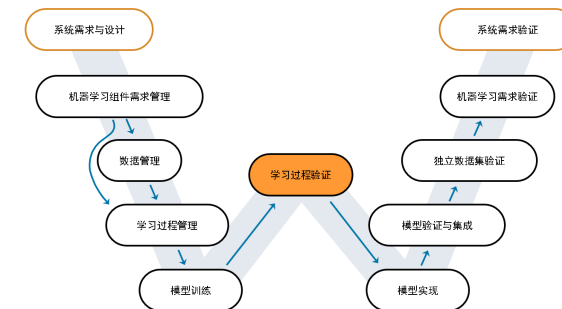 系统需求与设计
系统需求验证
机器学习组件需求管理
机器学习需求验证
数据管理
学习过程验证
独立数据集验证
学习过程管理
模型验证与集成
模型训练
模型实现